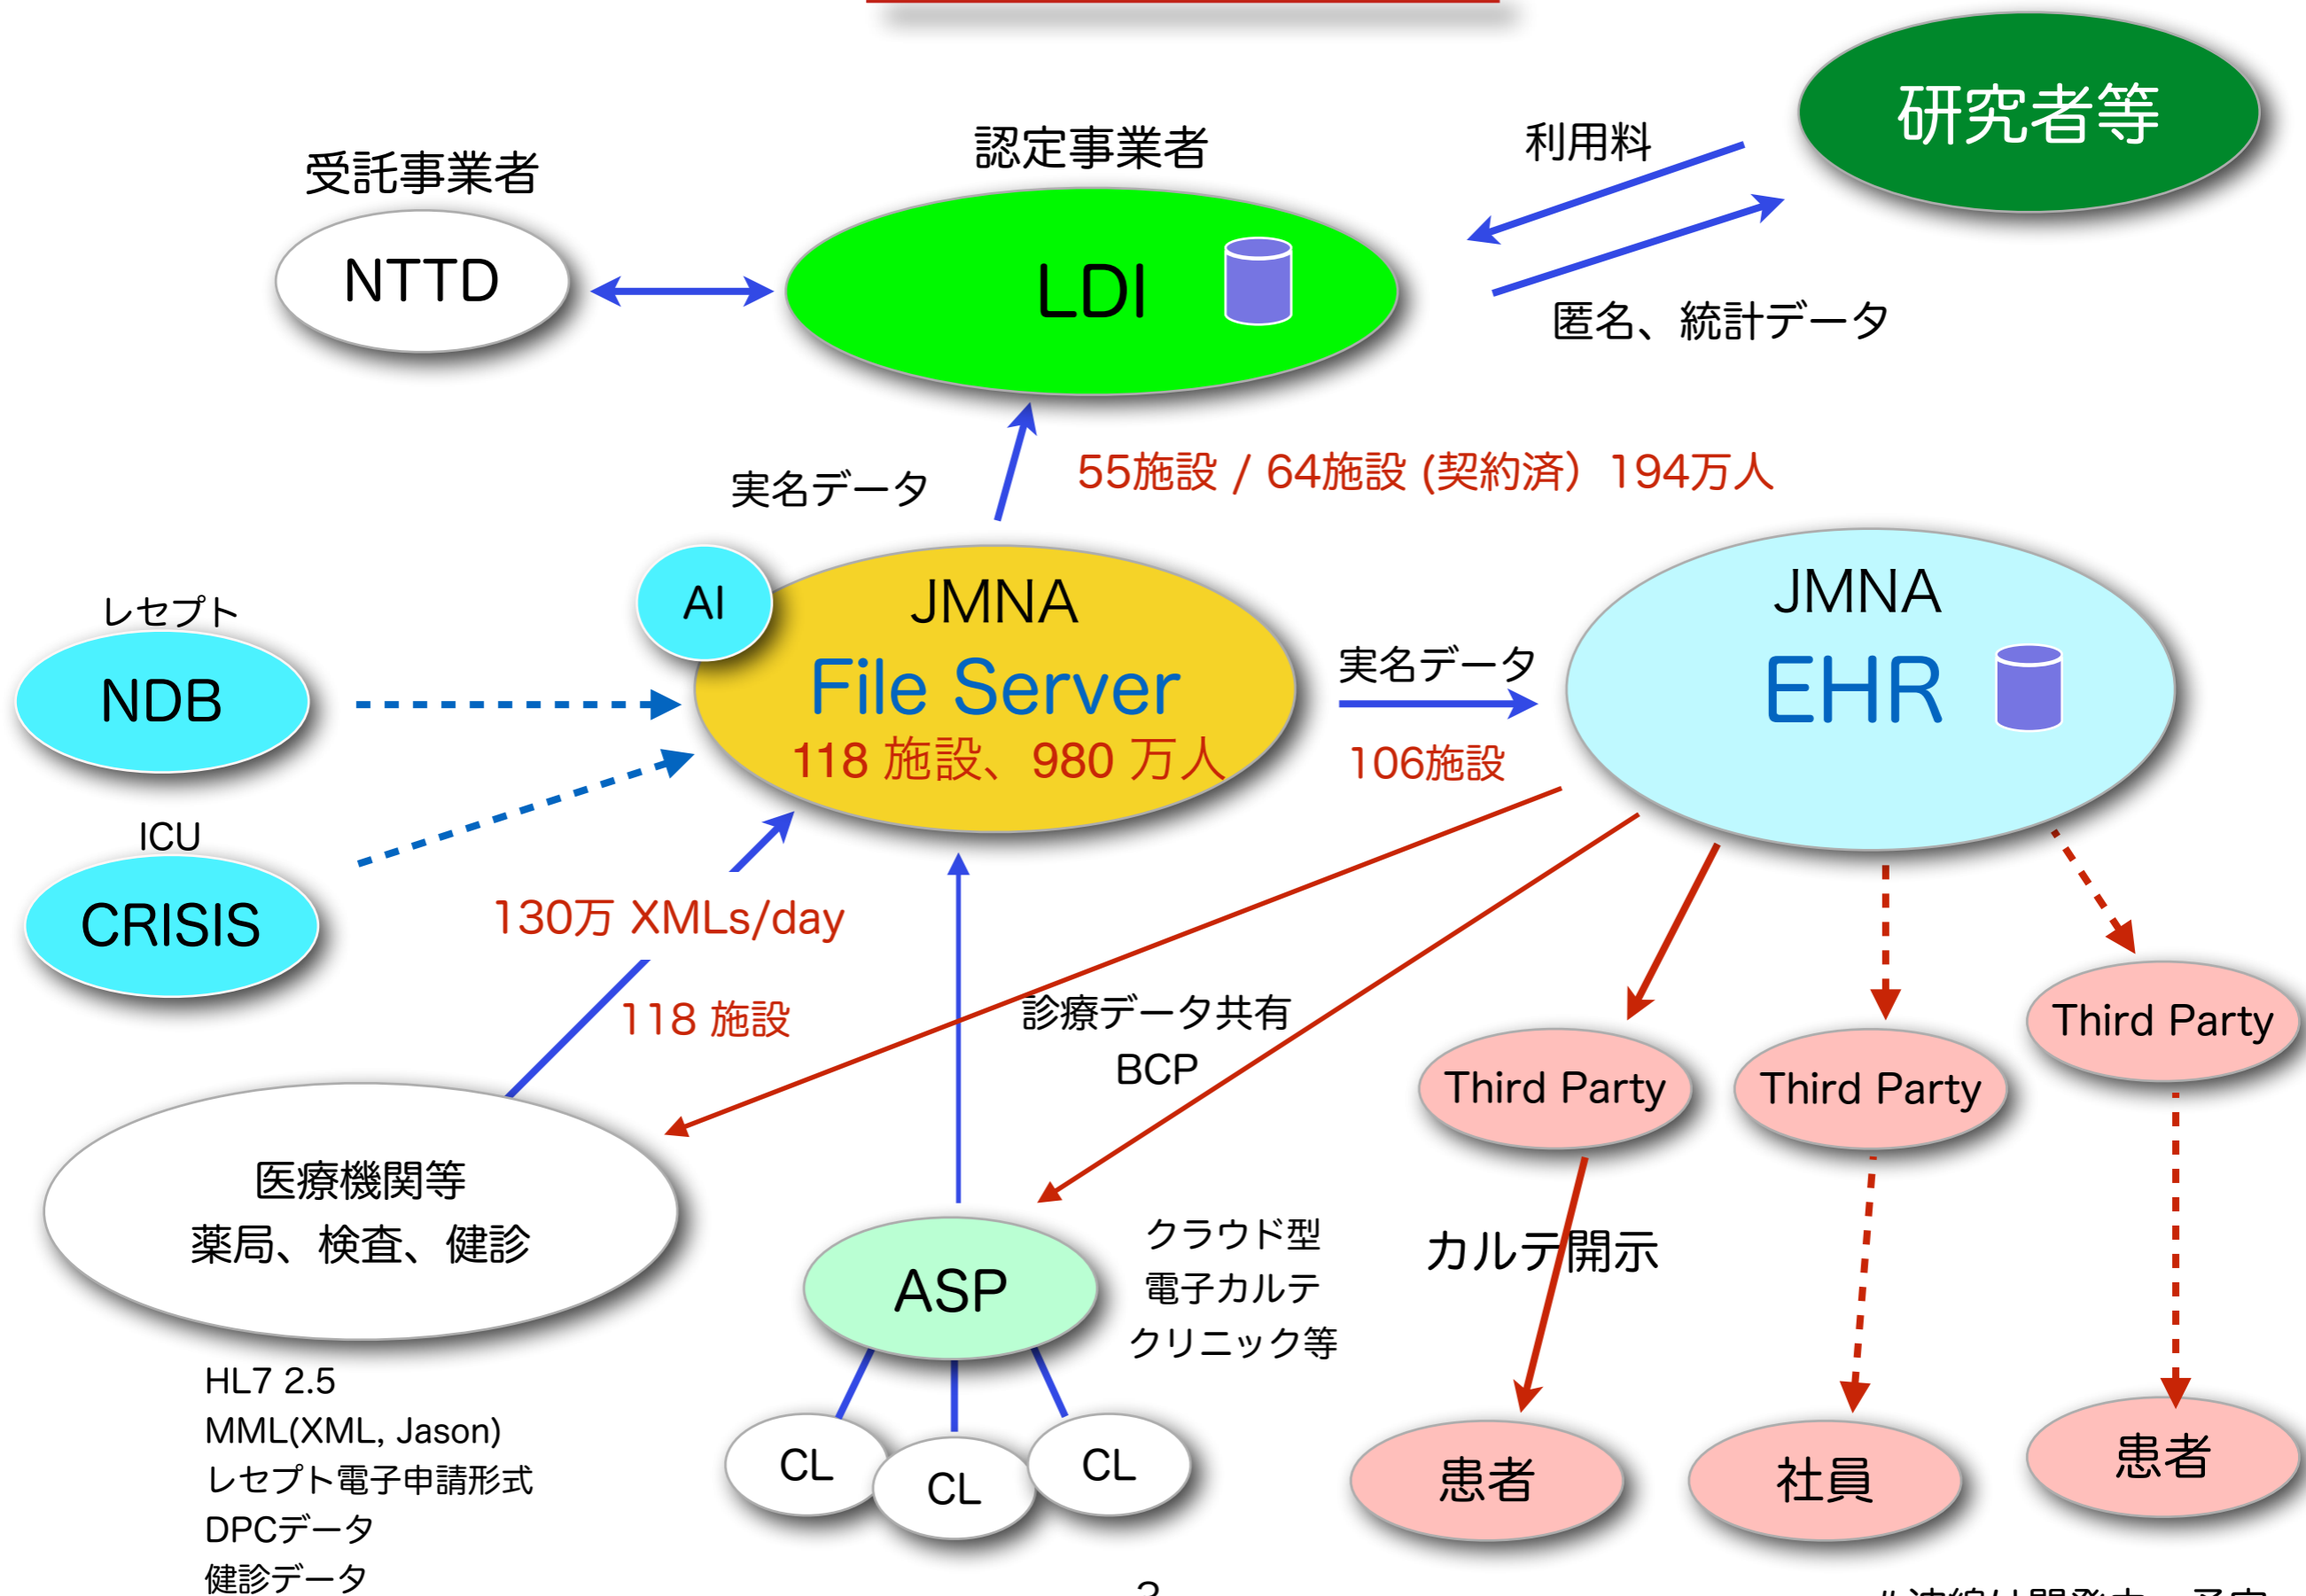 研究者等
認定事業者
利用料
受託事業者
NTTD
LDI
匿名、統計データ
実名データ
55施設 / 64施設 (契約済）194万人
AI
JMNA
File Server
118 施設、980 万人
JMNA
EHR
実名データ
106施設
レセプト
NDB
ICU
CRISIS
130万 XMLs/day
118 施設
診療データ共有
BCP
Third Party
Third Party
Third Party
医療機関等
薬局、検査、健診
ASP
クラウド型
電子カルテ
クリニック等
カルテ開示
HL7 2.5
MML(XML, Jason)
レセプト電子申請形式
DPCデータ
健診データ
CL
CL
CL
患者
社員
患者